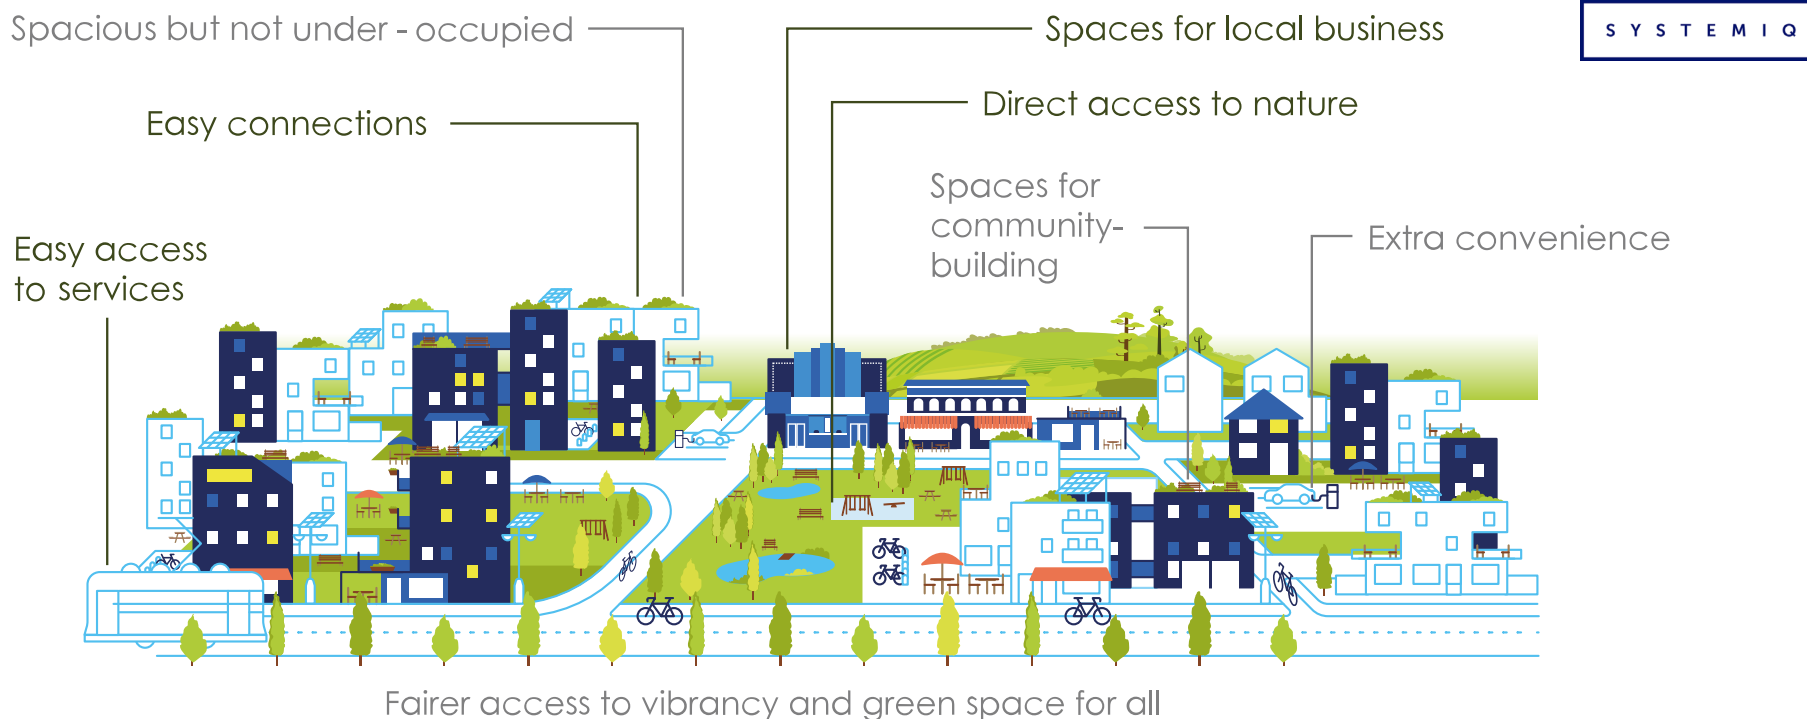 Spacious but not under - occupied
Spaces for local business
SYSTEMIQ
Easy connections
Direct access to nature
Spaces for
community-
building
Extra convenience
Easy access
to services
Fairer access to vibrancy and green space for all